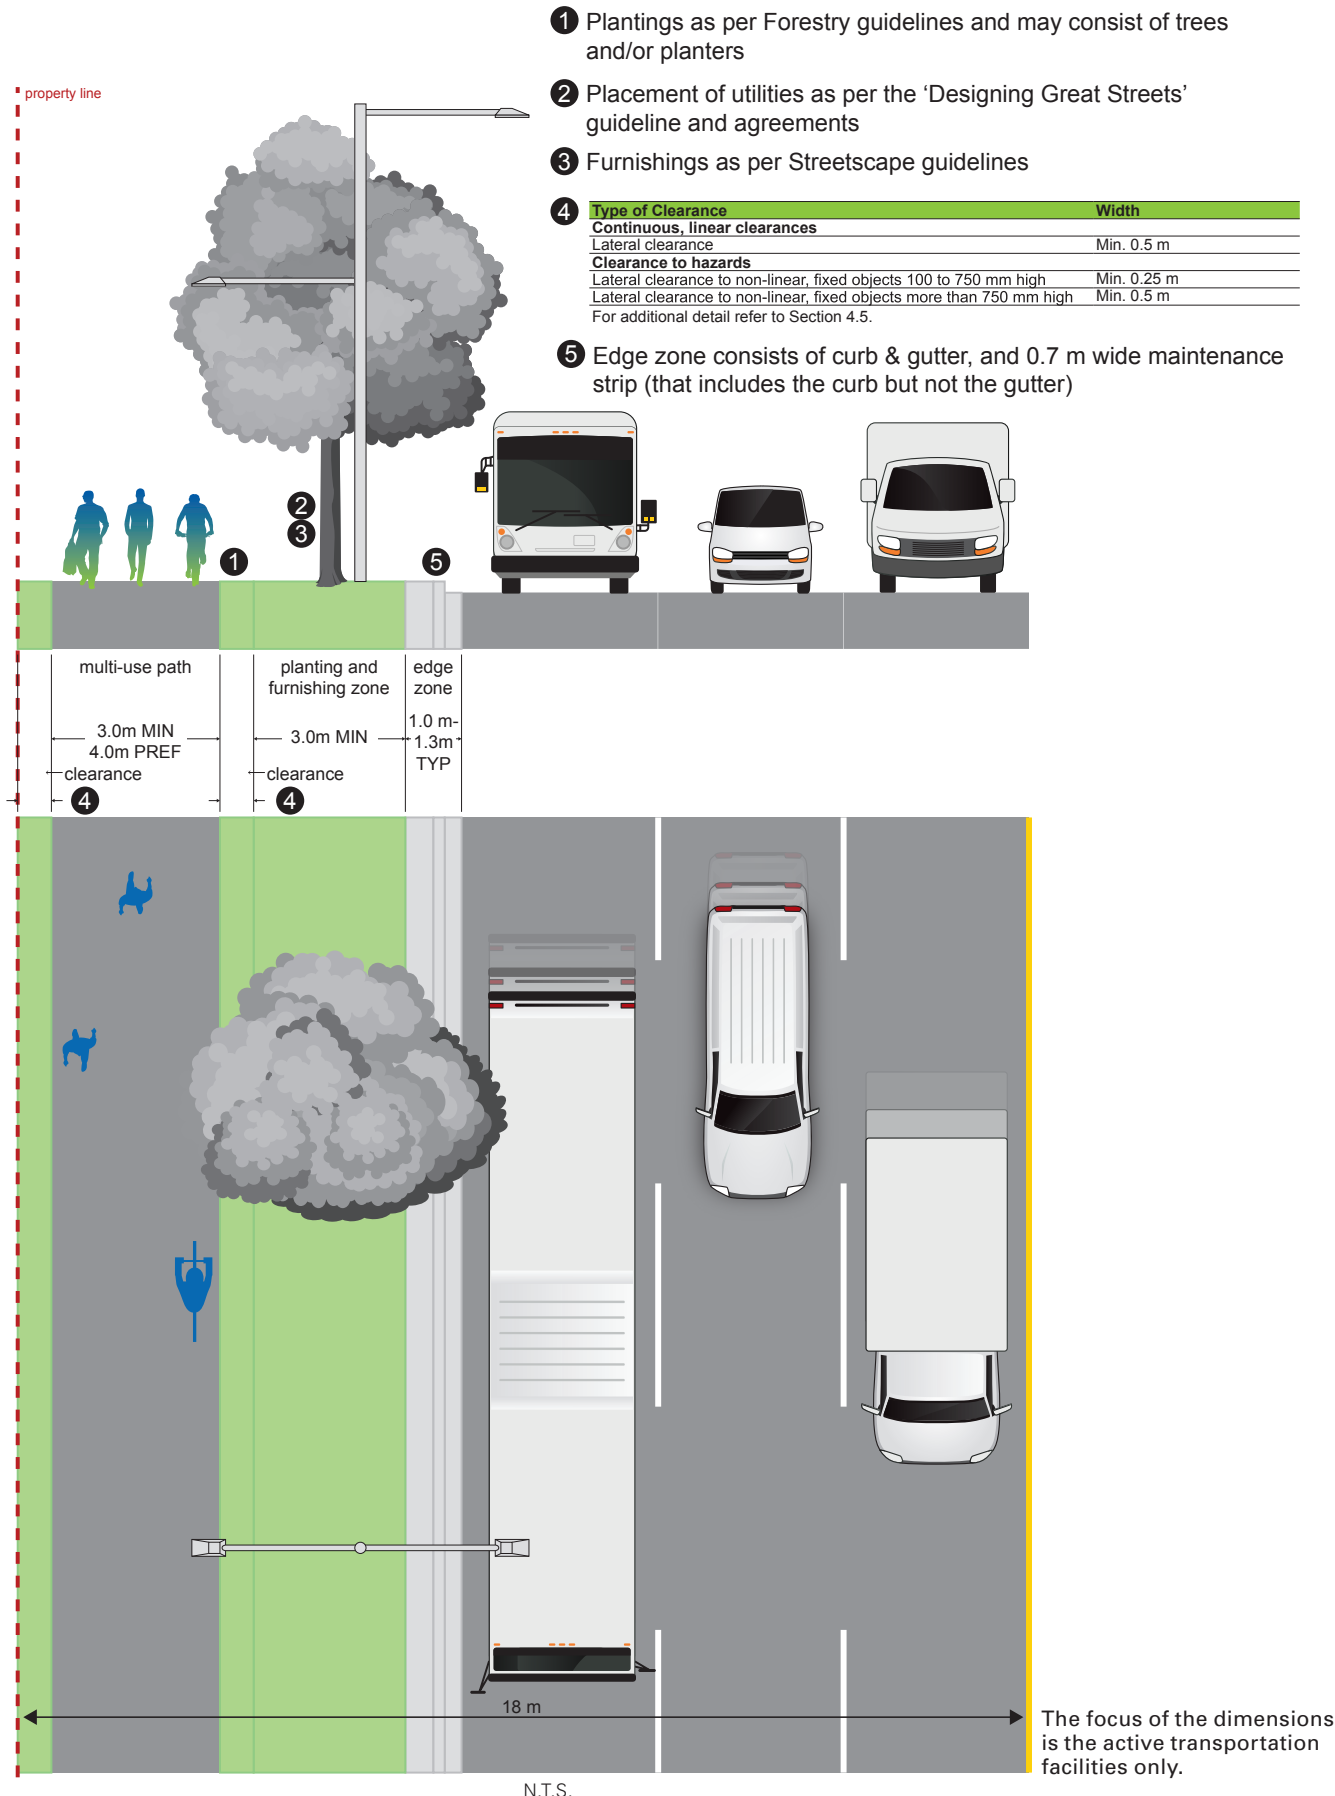 1 Plantings as per Forestry guidelines and may consist of trees
and/or planters
property line
2 Placement of utilities as per the ‘Designing Great Streets’
guideline and agreements
3 Furnishings as per Streetscape guidelines
4 Type of Clearance Width
Continuous, linear clearances
Lateral clearance Min. 0.5 m
Clearance to hazards
Lateral clearance to non-linear, fixed objects 100 to 750 mm high Min. 0.25 m
Lateral clearance to non-linear, fixed objects more than 750 mm high Min. 0.5 m
For additional detail refer to Section 4.5.
5 Edge zone consists of curb & gutter, and 0.7 m wide maintenance
strip (that includes the curb but not the gutter)
2
3
1
5
multi-use path
planting and
furnishing zone
edge
zone
3.0m MIN
4.0m PREF
3.0m MIN
1.0 m-
1.3m
TYP
clearance
4
clearance
4
18 m
The focus of the dimensions
is the active transportation
facilities only.
N.T.S.